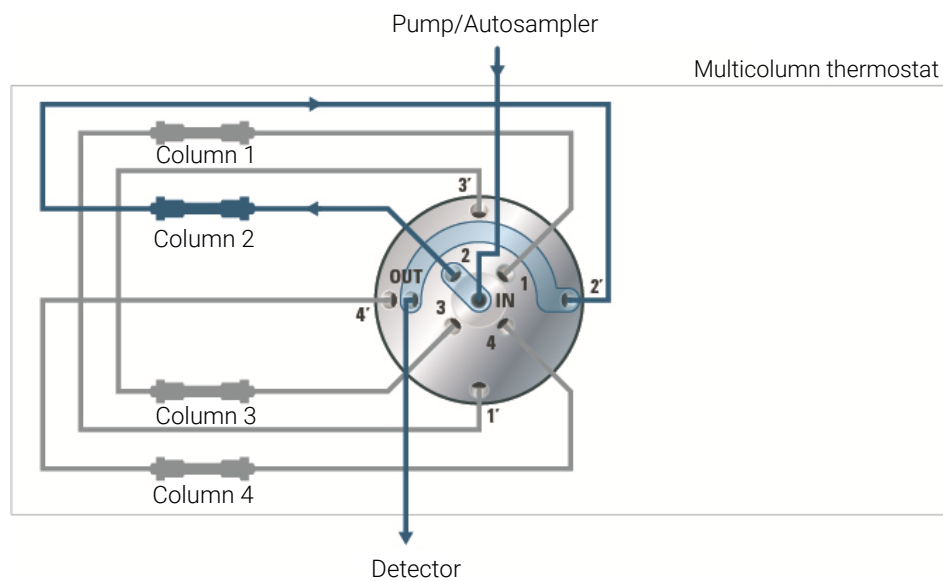 Pump/Autosampler
Multicolumn thermostat
Column 1
3′
Column 2
2
OUT
1
2′
4′
3
IN
4
Column 3
1′
Column 4
Detector